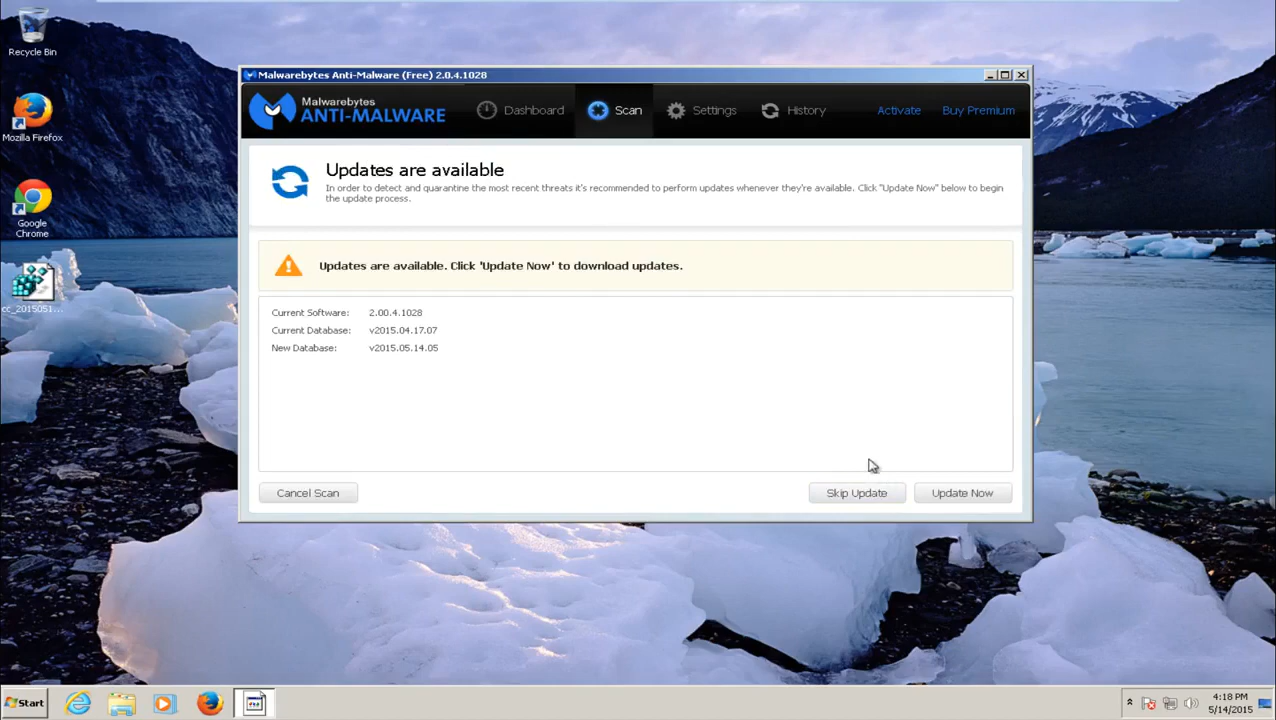 Recycle Bin
Mozilla Firefox
Google
Chrome
cc_2015051...
Malwarebytes Anti-Malware (Free) 2.0.4.1028
Malwarebytes
ANTI-MALWARE
Dashboard
Scan
Settings
History
Activate
Buy Premium
Updates are available
In order to detect and quarantine the most recent threats it's recommended to perform updates whenever they're available. Click "Update Now" below to begin
the update process.
Updates are available. Click 'Update Now' to download updates.
Current Software: 2.00.4.1028
Current Database: v2015.04.17.07
New Database: v2015.05.14.05
Cancel Scan
Skip Update
Update Now
Start
4:18 PM
5/14/2015